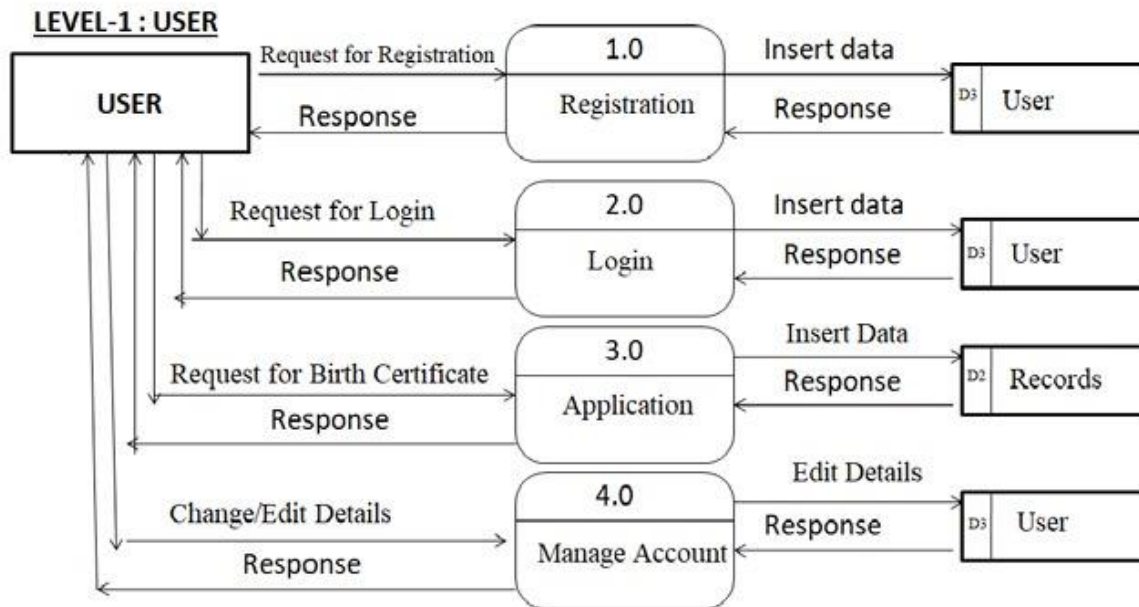 LEVEL-1 : USER
USER
Request for Registration
Response
1.0
Registration
Insert data
Response
D3
User
Request for Login
Response
2.0
Login
Insert data
Response
D3
User
Request for Birth Certificate
Response
3.0
Application
Insert Data
Response
D2
Records
Change/Edit Details
Response
4.0
Manage Account
Edit Details
Response
D3
User